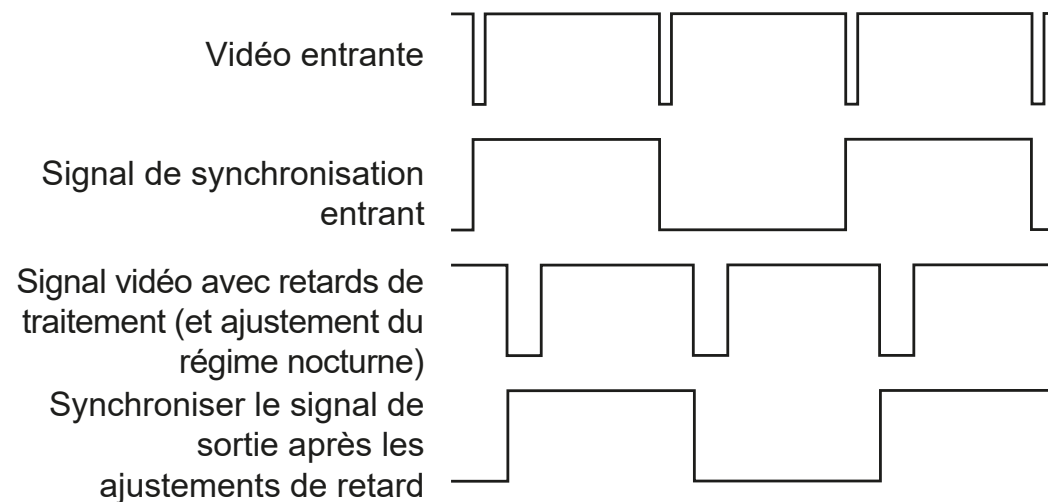 Vidéo entrante
Signal de synchronisation
entrant
Signal vidéo avec retards de
traitement (et ajustement du
régime nocturne)
Synchroniser le signal de
sortie après les
ajustements de retard